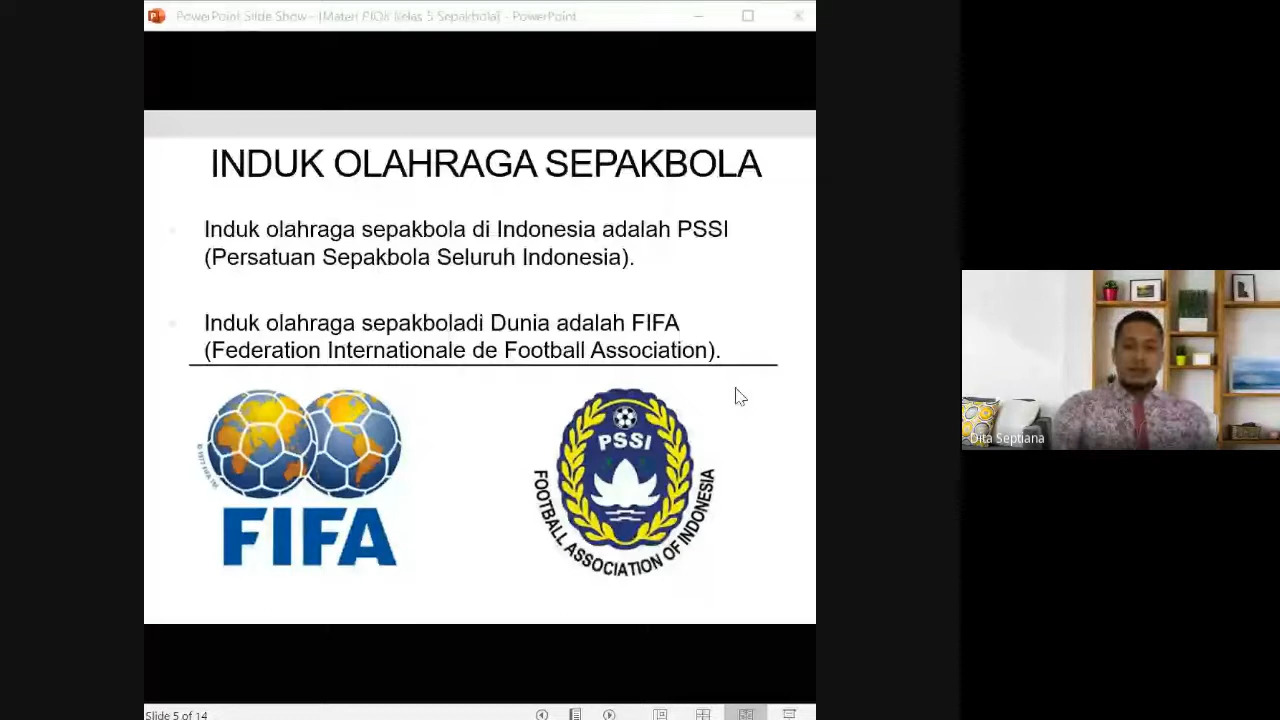 PowerPoint Slide Show - [Materi PJOK Kelas 5 Sepakbola] - PowerPoint
INDUK OLAHRAGA SEPAKBOLA
Induk olahraga sepakbola di Indonesia adalah PSSI
(Persatuan Sepakbola Seluruh Indonesia).
Induk olahraga sepakboladi Dunia adalah FIFA
(Federation Internationale de Football Association).
FIFA
PSSI
FOOTBALL ASSOCIATION OF INDONESIA
Dita Septiana
Slide 5 of 14